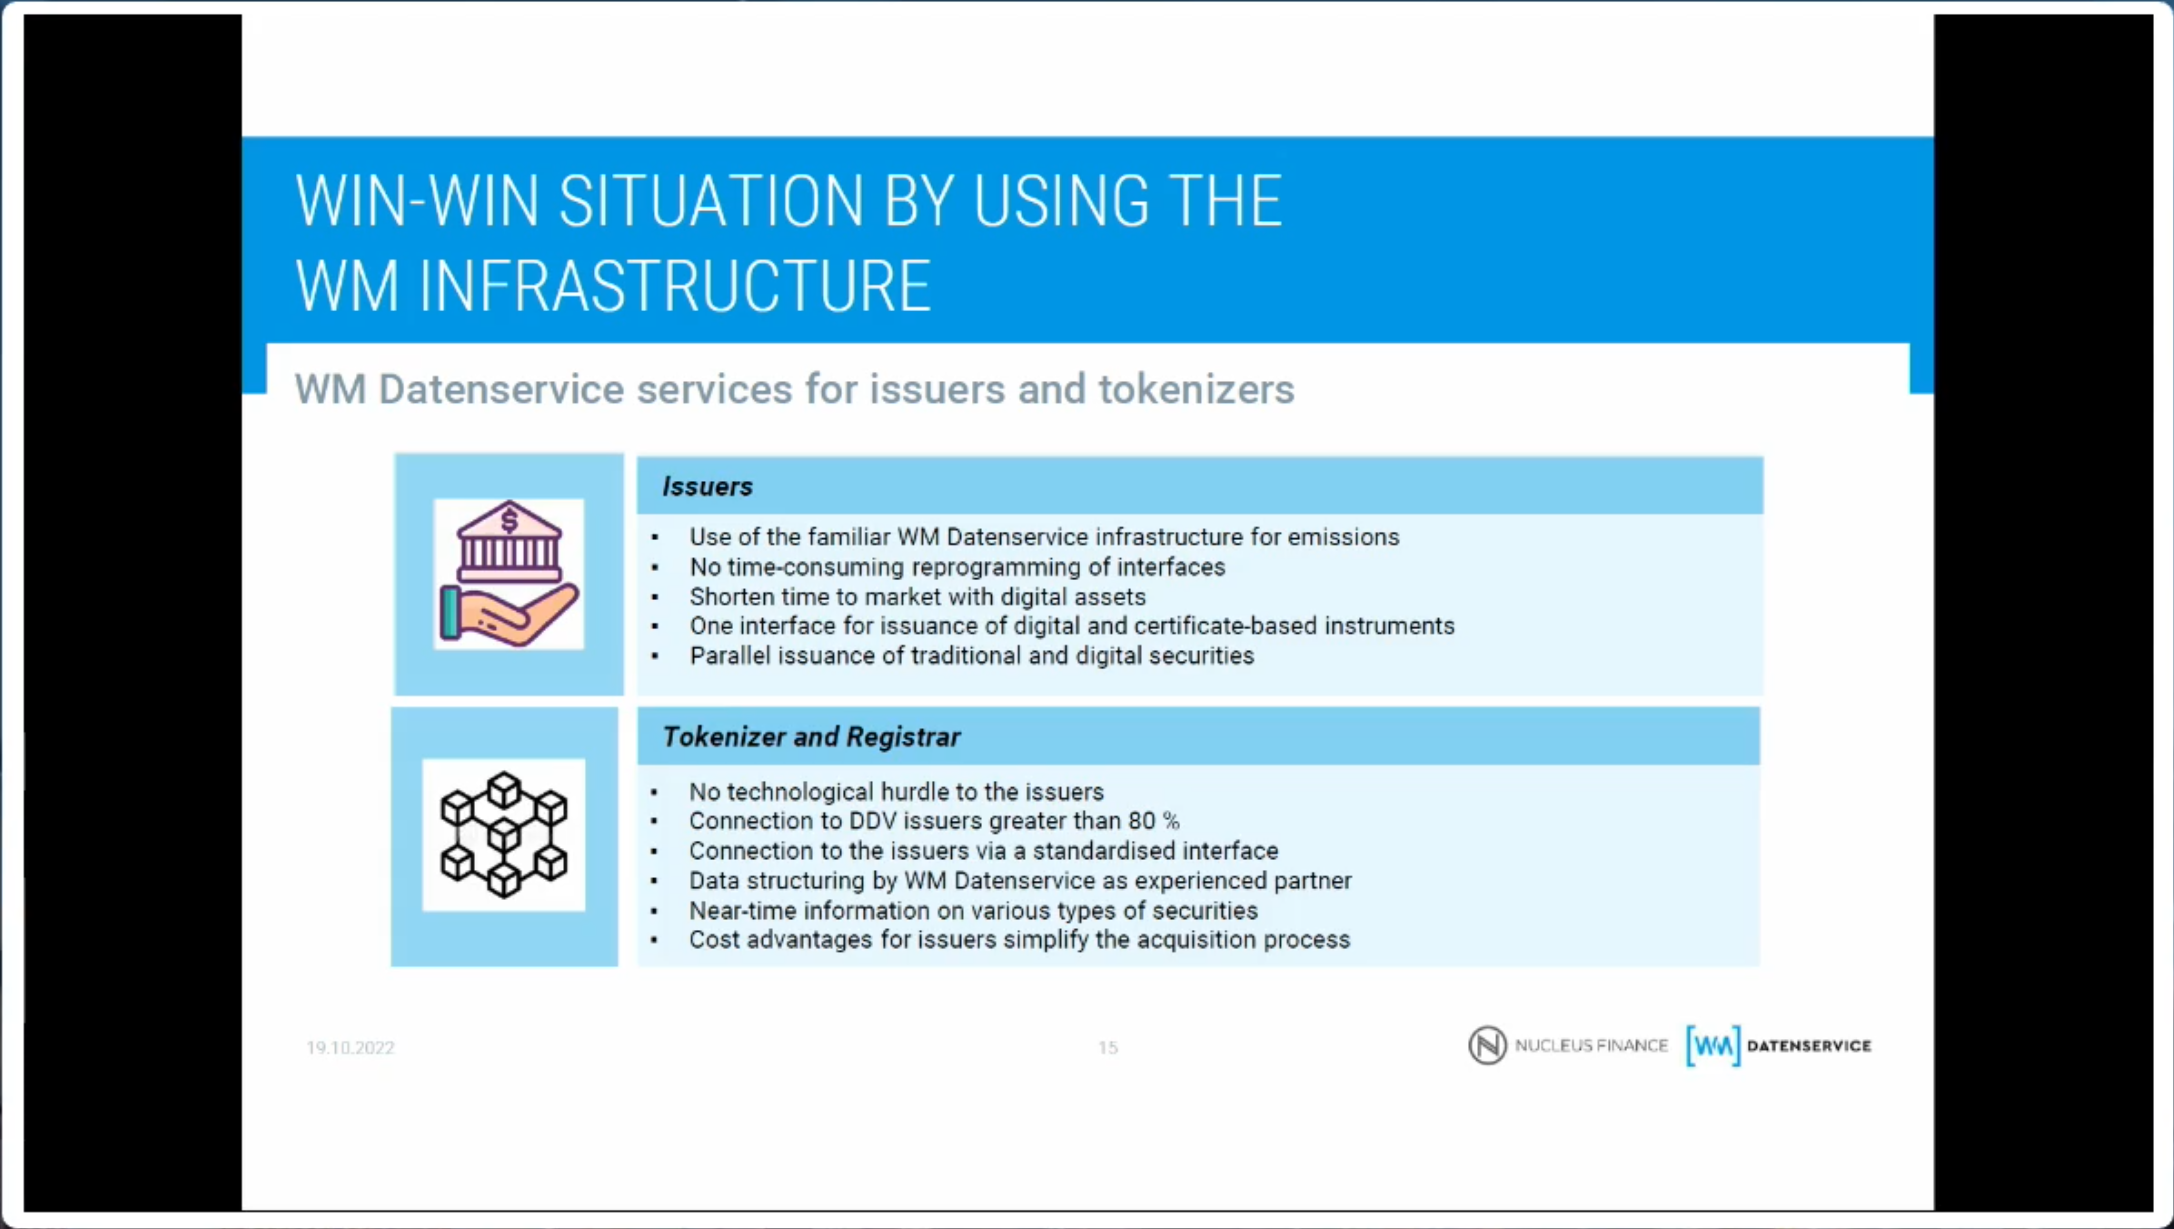 WIN-WIN SITUATION BY USING THE
WM INFRASTRUCTURE
WM Datenservice services for issuers and tokenizers
$
Issuers
▪ Use of the familiar WM Datenservice infrastructure for emissions
▪ No time-consuming reprogramming of interfaces
▪ Shorten time to market with digital assets
▪ One interface for issuance of digital and certificate-based instruments
▪ Parallel issuance of traditional and digital securities
Tokenizer and Registrar
▪ No technological hurdle to the issuers
▪ Connection to DDV issuers greater than 80 %
▪ Connection to the issuers via a standardised interface
▪ Data structuring by WM Datenservice as experienced partner
▪ Near-time information on various types of securities
▪ Cost advantages for issuers simplify the acquisition process
19.10.2022
15
N NUCLEUS FINANCE
[WM] DATENSERVICE